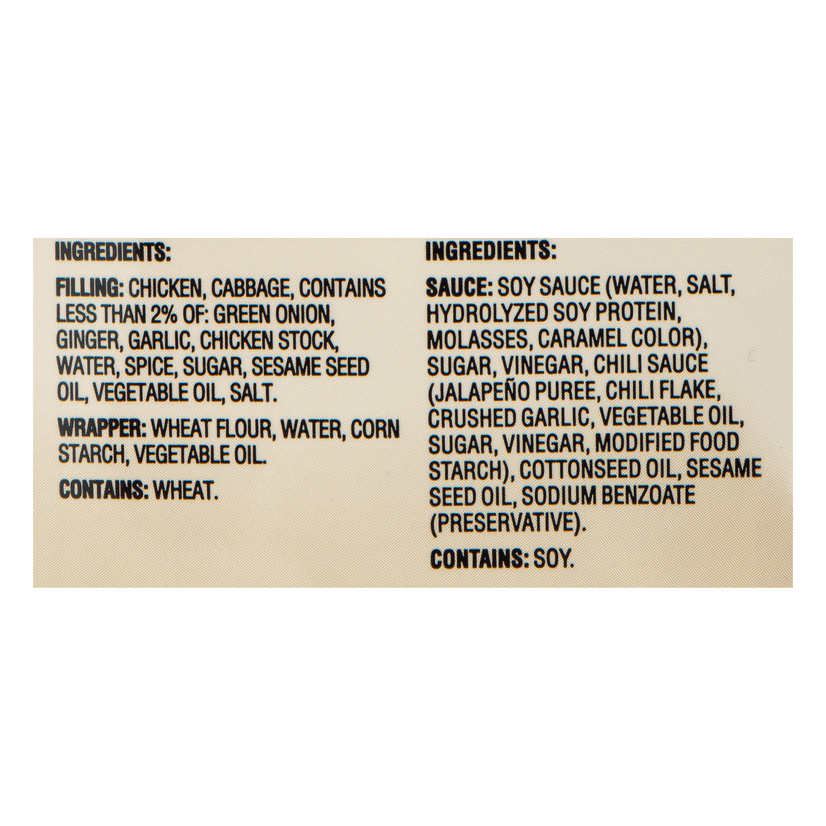 INGREDIENTS:
FILLING: CHICKEN, CABBAGE, CONTAINS
LESS THAN 2% OF: GREEN ONION,
GINGER, GARLIC, CHICKEN STOCK,
WATER, SPICE, SUGAR, SESAME SEED
OIL, VEGETABLE OIL, SALT.
WRAPPER: WHEAT FLOUR, WATER, CORN
STARCH, VEGETABLE OIL.
CONTAINS: WHEAT.
INGREDIENTS:
SAUCE: SOY SAUCE (WATER, SALT,
HYDROLYZED SOY PROTEIN,
MOLASSES, CARAMEL COLOR),
SUGAR, VINEGAR, CHILI SAUCE
(JALAPEÑO PUREE, CHILI FLAKE,
CRUSHED GARLIC, VEGETABLE OIL,
SUGAR, VINEGAR, MODIFIED FOOD
STARCH), COTTONSEED OIL, SESAME
SEED OIL, SODIUM BENZOATE
(PRESERVATIVE).
CONTAINS: SOY.